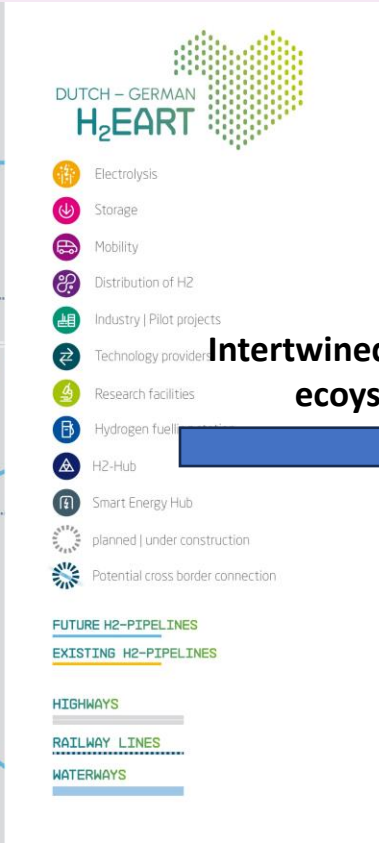 DUTCH – GERMAN
H₂EART
Electrolysis
Storage
Mobility
Distribution of H2
Industry | Pilot projects
Technology providers
Intertwined
Research facilities
ecoys
Hydrogen
H2-Hub
Smart Energy Hub
planned | under construction
Potential cross border connection
FUTURE H2-PIPELINES
EXISTING H2-PIPELINES
HIGHWAYS
RAILWAY LINES
WATERWAYS